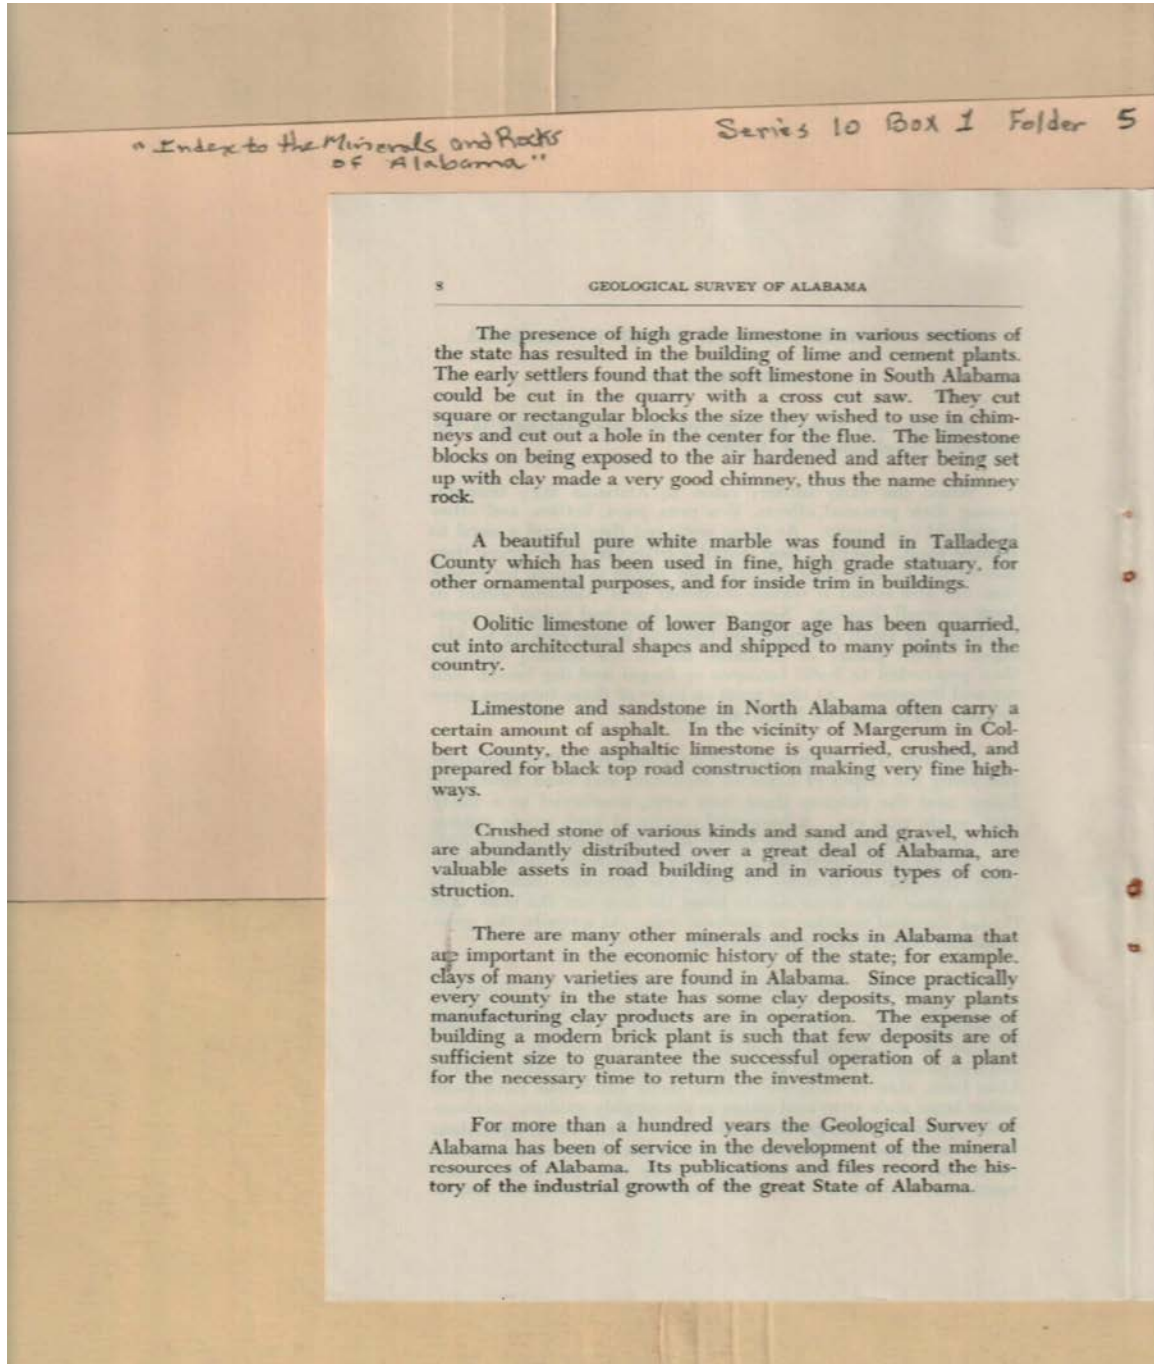 "Index to the Minerals and Rocks
of Alabama"
Series 10 Box 1 Folder 5
8 GEOLOGICAL SURVEY OF ALABAMA
The presence of high grade limestone in various sections of
the state has resulted in the building of lime and cement plants.
The early settlers found that the soft limestone in South Alabama
could be cut in the quarry with a cross cut saw. They cut
square or rectangular blocks the size they wished to use in chim-
neys and cut out a hole in the center for the flue. The limestone
blocks on being exposed to the air hardened and after being set
up with clay made a very good chimney, thus the name chimney
rock.
A beautiful pure white marble was found in Talladega
County which has been used in fine, high grade statuary, for
other ornamental purposes, and for inside trim in buildings.
Oolitic limestone of lower Bangor age has been quarried,
cut into architectural shapes and shipped to many points in the
country.
Limestone and sandstone in North Alabama often carry a
certain amount of asphalt. In the vicinity of Margerum in Col-
bert County, the asphaltic limestone is quarried, crushed, and
prepared for black top road construction making very fine high-
ways.
Crushed stone of various kinds and sand and gravel, which
are abundantly distributed over a great deal of Alabama, are
valuable assets in road building and in various types of con-
struction.
There are many other minerals and rocks in Alabama that
are important in the economic history of the state; for example,
clays of many varieties are found in Alabama. Since practically
every county in the state has some clay deposits, many plants
manufacturing clay products are in operation. The expense of
building a modern brick plant is such that few deposits are of
sufficient size to guarantee the successful operation of a plant
for the necessary time to return the investment.
For more than a hundred years the Geological Survey of
Alabama has been of service in the development of the mineral
resources of Alabama. Its publications and files record the his-
tory of the industrial growth of the great State of Alabama.